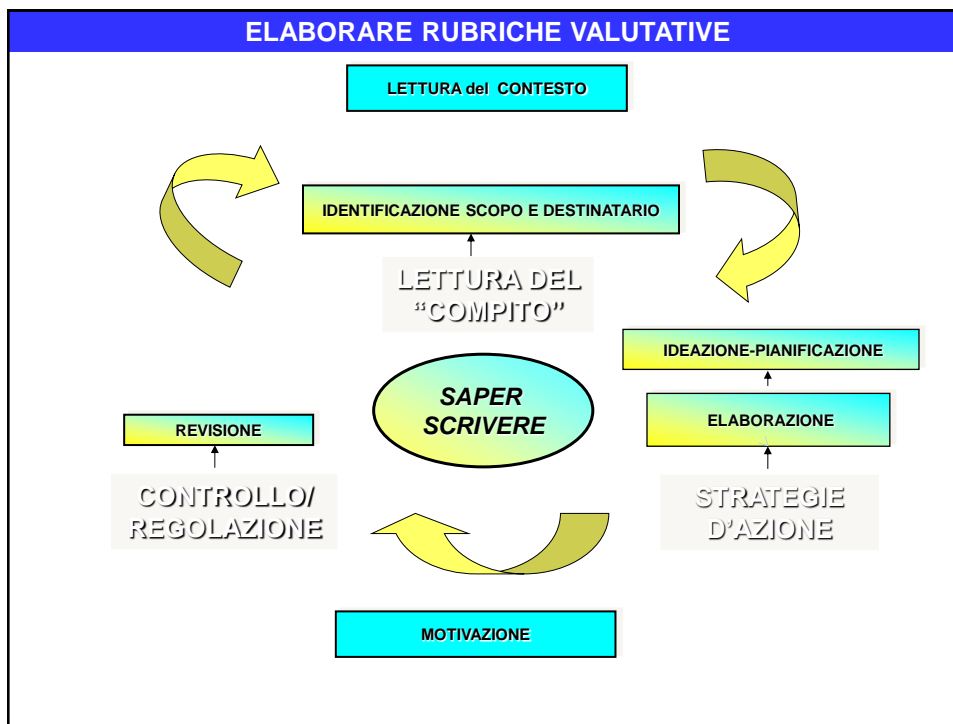 ELABORARE RUBRICHE VALUTATIVE
LETTURA del CONTESTO
IDENTIFICAZIONE SCOPO E DESTINATARIO
LETTURA DEL
“COMPITO”
IDEAZIONE-PIANIFICAZIONE
SAPER
SCRIVERE
ELABORAZIONE
REVISIONE
CONTROLLO/
REGOLAZIONE
STRATEGIE
D’AZIONE
MOTIVAZIONE